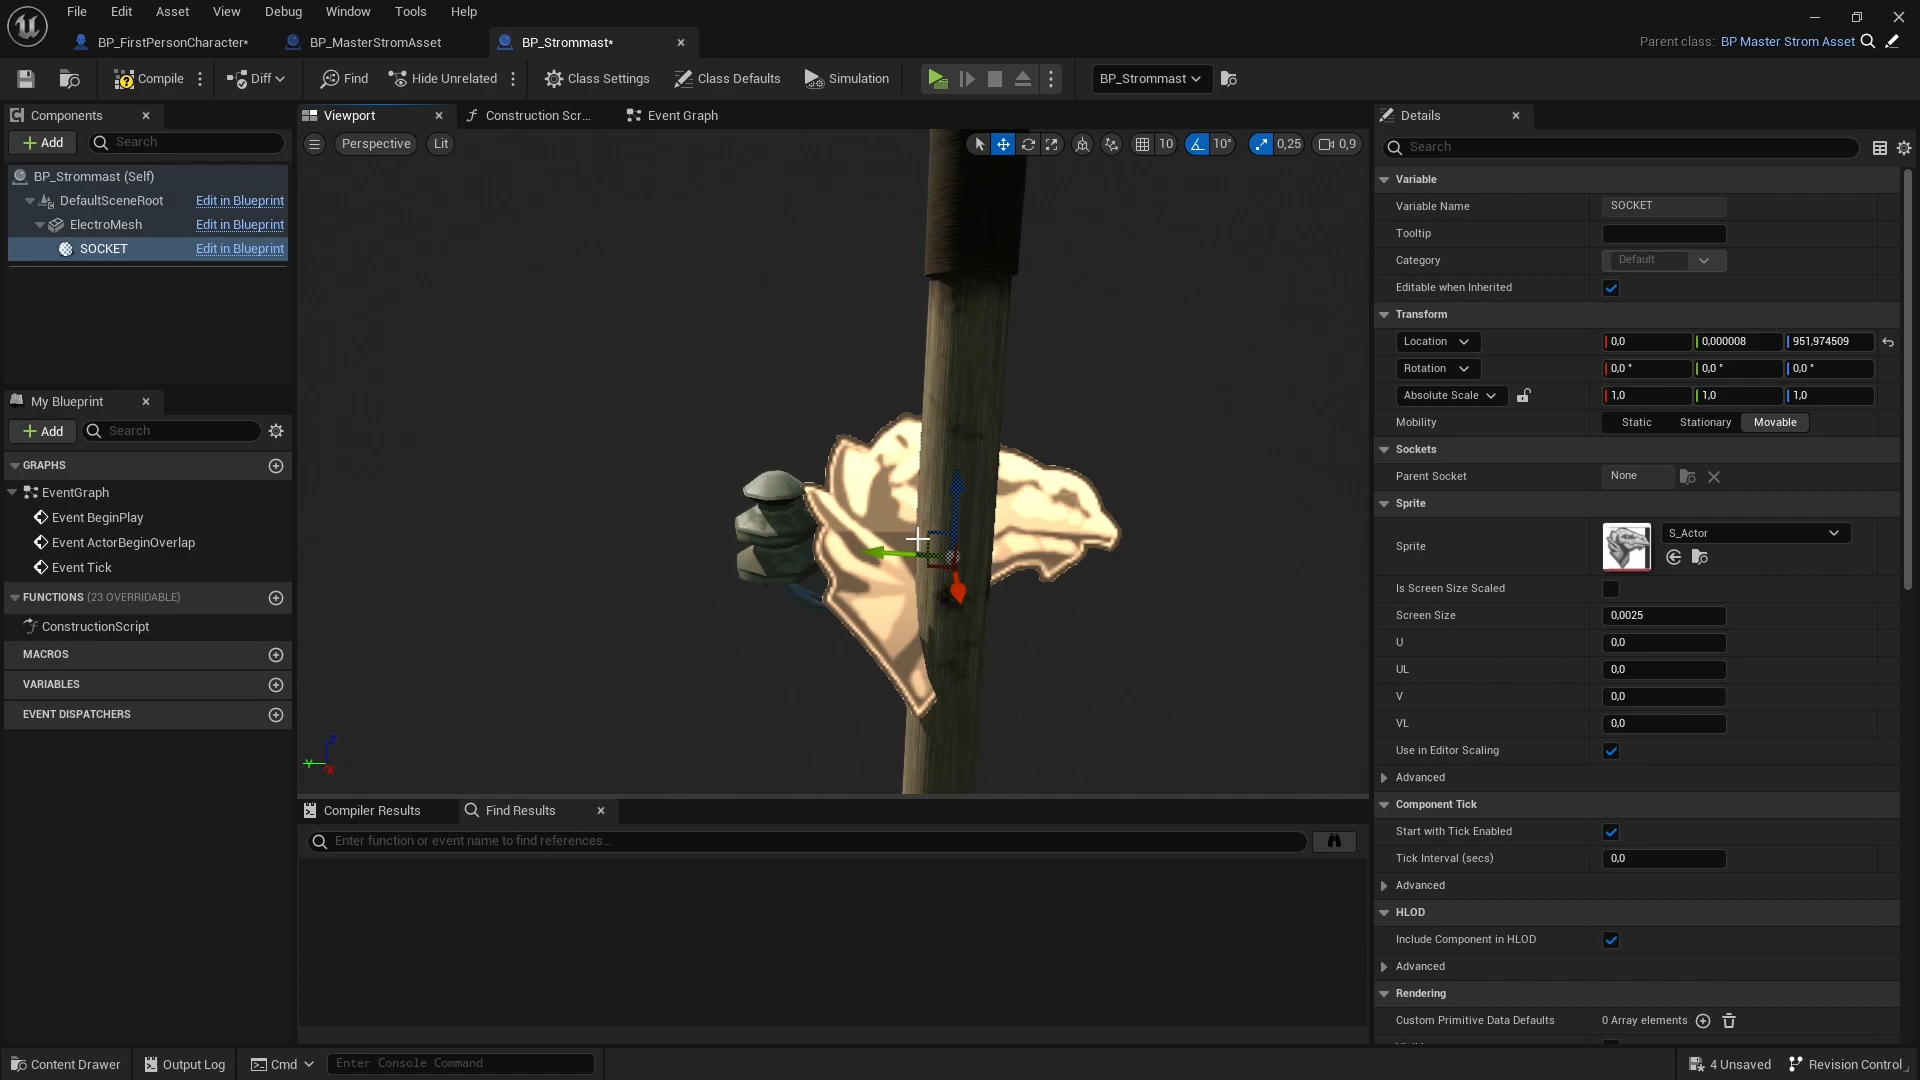 File Edit Asset View Debug Window Tools Help
BP_FirstPersonCharacter* BP_MasterStromAsset BP_Strommast*
Parent class: BP Master Strom Asset
Compile Diff Find Hide Unrelated Class Settings Class Defaults Simulation BP_Strommast
Components
Add Search
BP_Strommast (Self)
DefaultSceneRoot Edit in Blueprint
ElectroMesh Edit in Blueprint
SOCKET Edit in Blueprint
My Blueprint
Add Search
GRAPHS
EventGraph
Event BeginPlay
Event ActorBeginOverlap
Event Tick
FUNCTIONS (23 OVERRIDABLE)
ConstructionScript
MACROS
VARIABLES
EVENT DISPATCHERS
Viewport Construction Scr... Event Graph
Perspective Lit 10 10° 0,25 0,9
Z
Y
X
Compiler Results Find Results
Enter function or event name to find references...
Details
Search
Variable
Variable Name SOCKET
Tooltip
Category Default
Editable when Inherited
Transform
Location 0,0 0,000008 951,974509
Rotation 0,0 ° 0,0 ° 0,0 °
Absolute Scale 1,0 1,0 1,0
Mobility Static Stationary Movable
Sockets
Parent Socket None
Sprite
Sprite S_Actor
Is Screen Size Scaled
Screen Size 0,0025
U 0,0
UL 0,0
V 0,0
VL 0,0
Use in Editor Scaling
Advanced
Component Tick
Start with Tick Enabled
Tick Interval (secs) 0,0
Advanced
HLOD
Include Component in HLOD
Advanced
Rendering
Custom Primitive Data Defaults 0 Array elements
Content Drawer Output Log Cmd Enter Console Command 4 Unsaved Revision Control